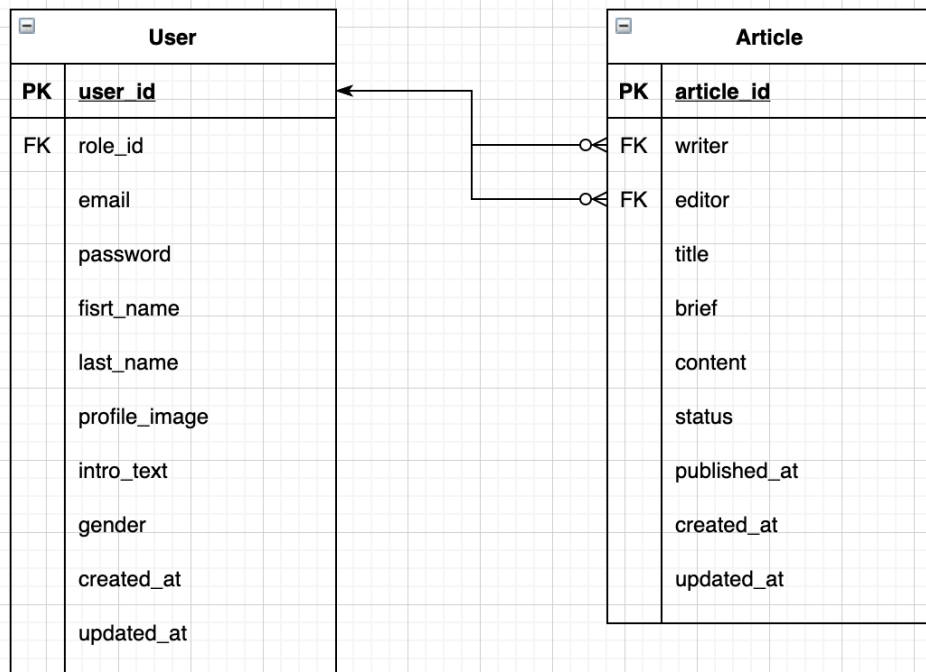 User
PK user_id
FK role_id
email
password
fisrt_name
last_name
profile_image
intro_text
gender
created_at
updated_at
Article
PK article_id
FK writer
FK editor
title
brief
content
status
published_at
created_at
updated_at